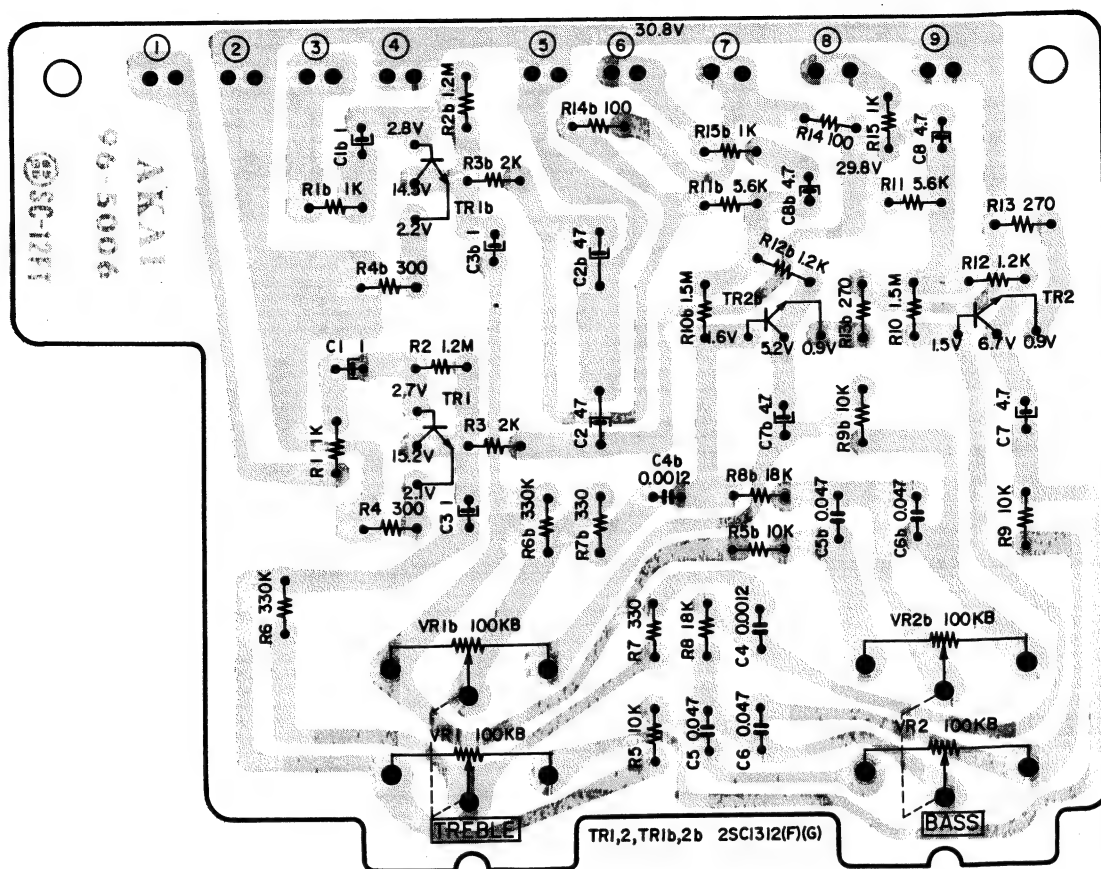 30.8V
1 2 3 4 5 6 7 8 9
AKAI
96-5006
SC-12FT
C1b 1
2.8V
R2b 1.2M
R14b 100
R15b 1K
R14 100
R15 1K
C8 4.7
29.8V
R3b 2K
R1b 1K
14.9V
TR1b
2.2V
R11b 5.6K
C8b 4.7
R11 5.6K
R13 270
C3b 1
C2b 47
R12b 1.2K
R12 1.2K
R4b 300
R10b 1.5M
TR2b
R13b 270
R10 1.5M
TR2
1.6V
5.2V 0.9V
1.5V 6.7V 0.9V
C1 1
R2 1.2M
2.7V
TR1
R3 2K
R1 1K
15.2V
2.1V
C2 47
C7b 4.7
R9b 10K
C7 4.7
C4b
0.0012
R8b 18K
R4 300
C3 1
R6b 330K
R7b 330
R5b 10K
C5b 0.047
C6b 0.047
R9 10K
R6 330K
VR1b 100KB
R7 330
R8 18K
C4 0.0012
VR2b 100KB
VR1 100KB
R5 10K
C5 0.047
C6 0.047
VR2 100KB
TREBLE
TR1,2,TR1b,2b 2SC1312(F)(G)
BASS